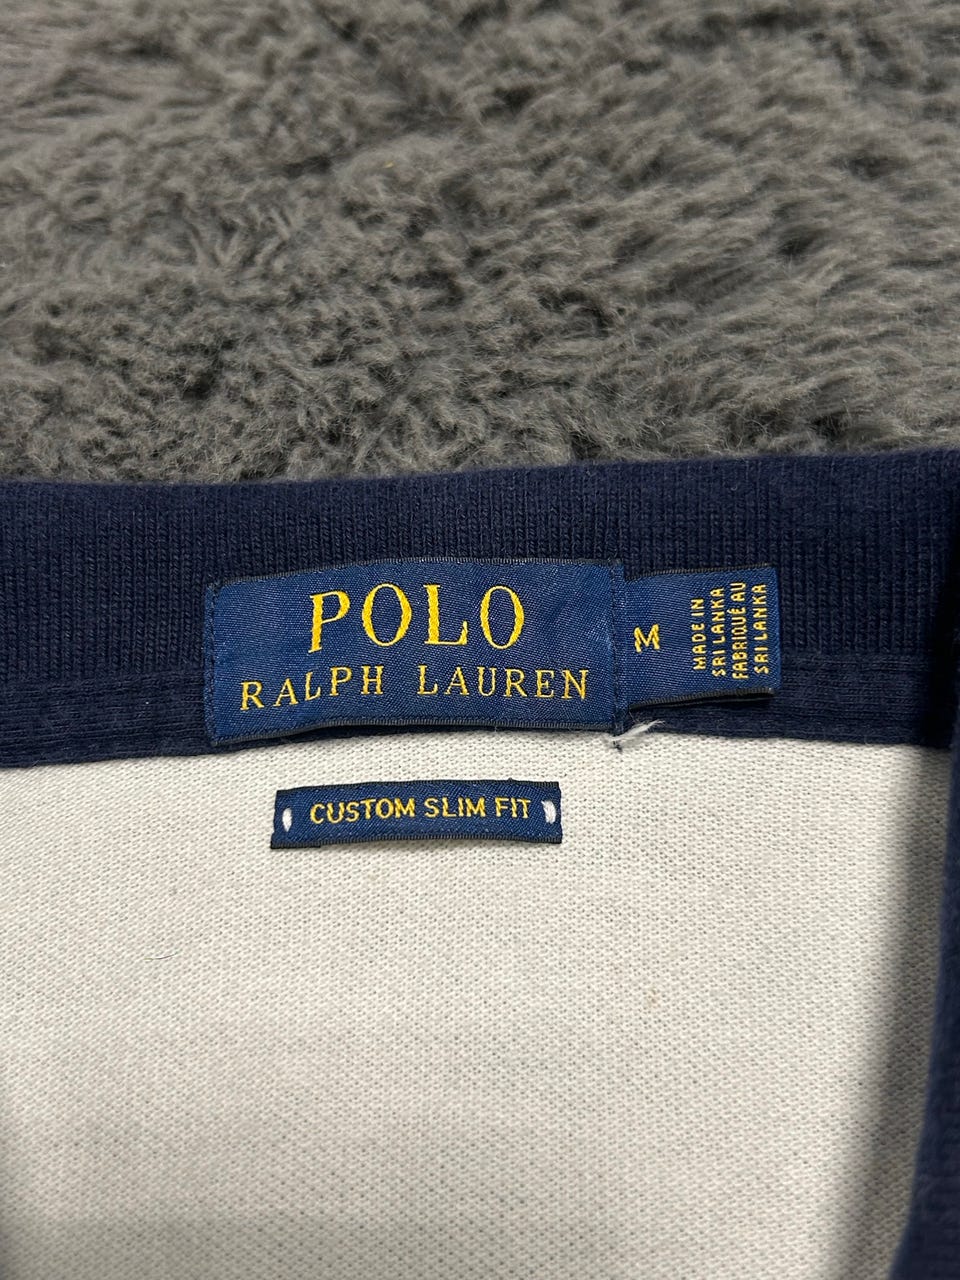 POLO
RALPH LAUREN
M
MADE IN
SRI LANKA
FABRIQUÉ AU
SRI LANKA
CUSTOM SLIM FIT